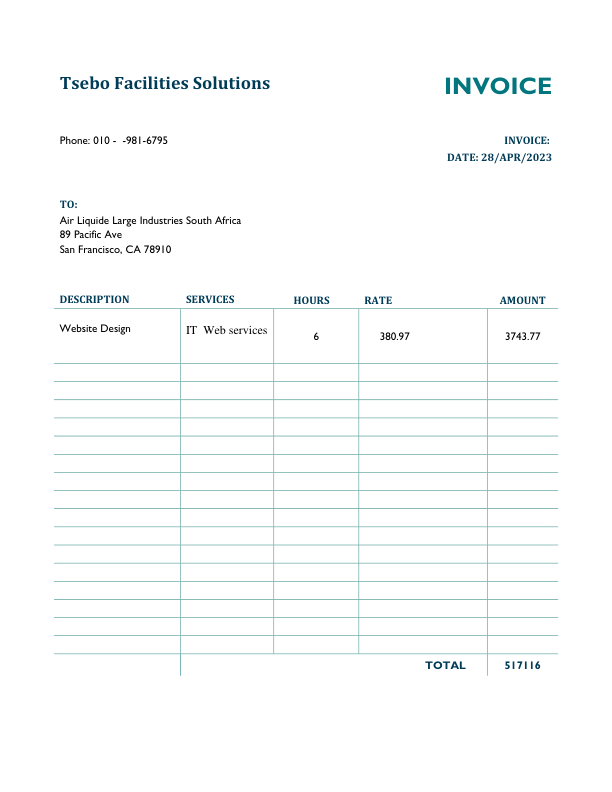 Tsebo Facilities Solutions
INVOICE
Phone: 010 -  -981-6795
INVOICE:
DATE: 28/APR/2023
TO:
Air Liquide Large Industries South Africa
89 Pacific Ave
San Francisco, CA 78910
DESCRIPTION SERVICES HOURS RATE AMOUNT
Website Design IT  Web services 6 380.97 3743.77
TOTAL 517116